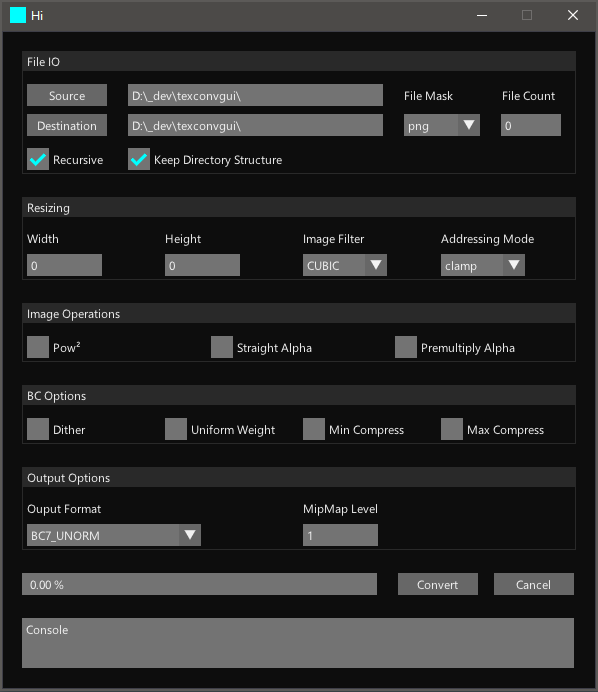 Hi
File IO
Source D:\_dev\texconvgui\ File Mask File Count
Destination D:\_dev\texconvgui\ png 0
Recursive Keep Directory Structure
Resizing
Width Height Image Filter Addressing Mode
0 0 CUBIC clamp
Image Operations
Pow² Straight Alpha Premultiply Alpha
BC Options
Dither Uniform Weight Min Compress Max Compress
Output Options
Ouput Format MipMap Level
BC7_UNORM 1
0.00 % Convert Cancel
Console